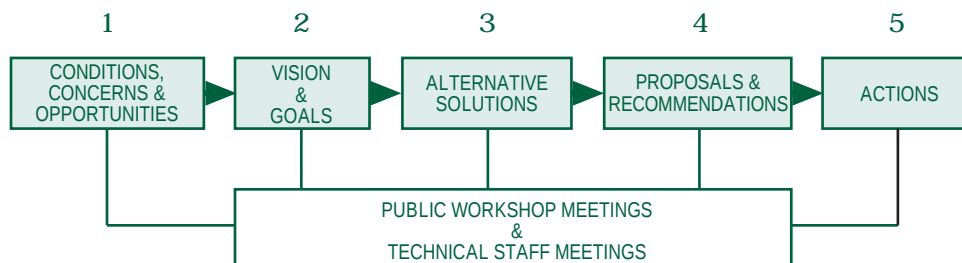 1
2
3
4
5
CONDITIONS,
CONCERNS &
OPPORTUNITIES
VISION
&
GOALS
ALTERNATIVE
SOLUTIONS
PROPOSALS &
RECOMMENDATIONS
ACTIONS
PUBLIC WORKSHOP MEETINGS
&
TECHNICAL STAFF MEETINGS